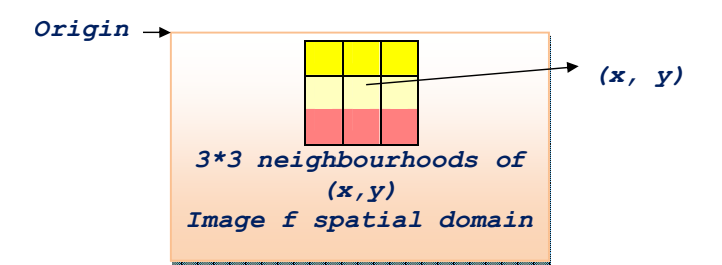 Origin
(x, y)
3*3 neighbourhoods of
(x,y)
Image f spatial domain